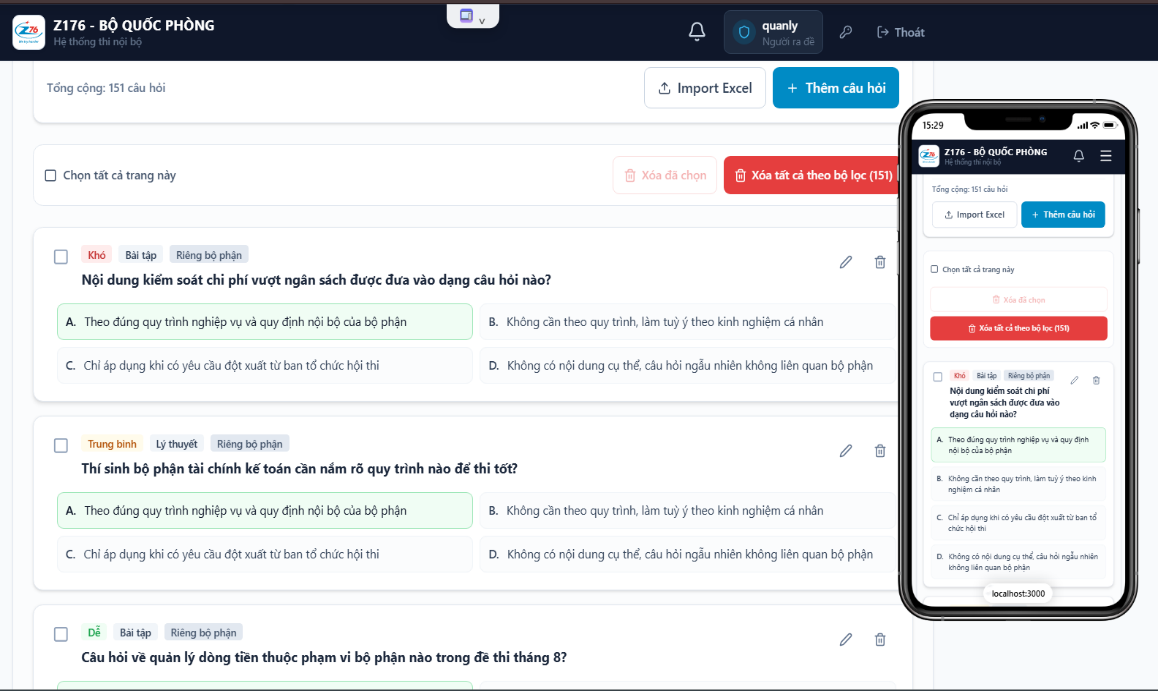 Z176 - BỘ QUỐC PHÒNG
Hệ thống thi nội bộ
quanly
Người ra đề
Thoát
Tổng cộng: 151 câu hỏi
Import Excel
+ Thêm câu hỏi
Chọn tất cả trang này
Xóa đã chọn
Xóa tất cả theo bộ lọc (151)
Khó Bài tập Riêng bộ phận
Nội dung kiểm soát chi phí vượt ngân sách được đưa vào dạng câu hỏi nào?
A. Theo đúng quy trình nghiệp vụ và quy định nội bộ của bộ phận
B. Không cần theo quy trình, làm tuỳ ý theo kinh nghiệm cá nhân
C. Chỉ áp dụng khi có yêu cầu đột xuất từ ban tổ chức hội thi
D. Không có nội dung cụ thể, câu hỏi ngẫu nhiên không liên quan bộ phận
Trung bình Lý thuyết Riêng bộ phận
Thí sinh bộ phận tài chính kế toán cần nắm rõ quy trình nào để thi tốt?
A. Theo đúng quy trình nghiệp vụ và quy định nội bộ của bộ phận
B. Không cần theo quy trình, làm tuỳ ý theo kinh nghiệm cá nhân
C. Chỉ áp dụng khi có yêu cầu đột xuất từ ban tổ chức hội thi
D. Không có nội dung cụ thể, câu hỏi ngẫu nhiên không liên quan bộ phận
Dễ Bài tập Riêng bộ phận
Câu hỏi về quản lý dòng tiền thuộc phạm vi bộ phận nào trong đề thi tháng 8?
15:29
Z176 - BỘ QUỐC PHÒNG
Hệ thống thi nội bộ
Tổng cộng: 151 câu hỏi
Import Excel
+ Thêm câu hỏi
Chọn tất cả trang này
Xóa đã chọn
Xóa tất cả theo bộ lọc (151)
Khó Bài tập Riêng bộ phận
Nội dung kiểm soát chi phí
vượt ngân sách được đưa vào
dạng câu hỏi nào?
A. Theo đúng quy trình nghiệp vụ và quy định
nội bộ của bộ phận
B. Không cần theo quy trình, làm tuỳ ý theo kinh
nghiệm cá nhân
C. Chỉ áp dụng khi có yêu cầu đột xuất từ ban tổ
chức hội thi
D. Không có nội dung cụ thể, câu hỏi ngẫu nhiên
không liên quan bộ phận
localhost:3000